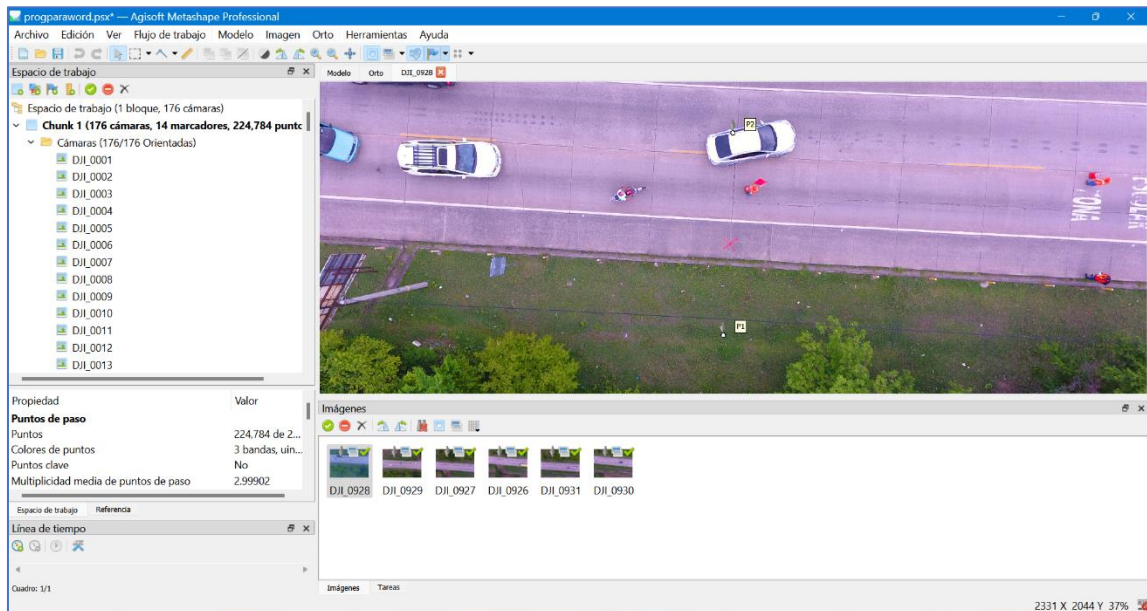 progparaword.psx* — Agisoft Metashape Professional
Archivo Edición Ver Flujo de trabajo Modelo Imagen Orto Herramientas Ayuda
Espacio de trabajo
Espacio de trabajo (1 bloque, 176 cámaras)
Chunk 1 (176 cámaras, 14 marcadores, 224,784 punto
Cámaras (176/176 Orientadas)
DJI_0001
DJI_0002
DJI_0003
DJI_0004
DJI_0005
DJI_0006
DJI_0007
DJI_0008
DJI_0009
DJI_0010
DJI_0011
DJI_0012
DJI_0013
Propiedad Valor
Puntos de paso
Puntos 224,784 de 2...
Colores de puntos 3 bandas, uin...
Puntos clave No
Multiplicidad media de puntos de paso 2.99902
Espacio de trabajo Referencia
Línea de tiempo
Cuadro: 1/1
Modelo Orto DJI_0928
P2
ZONA
P1
Imágenes
DJI_0928 DJI_0929 DJI_0927 DJI_0926 DJI_0931 DJI_0930
Imágenes Tareas
2331 X 2044 Y 37%